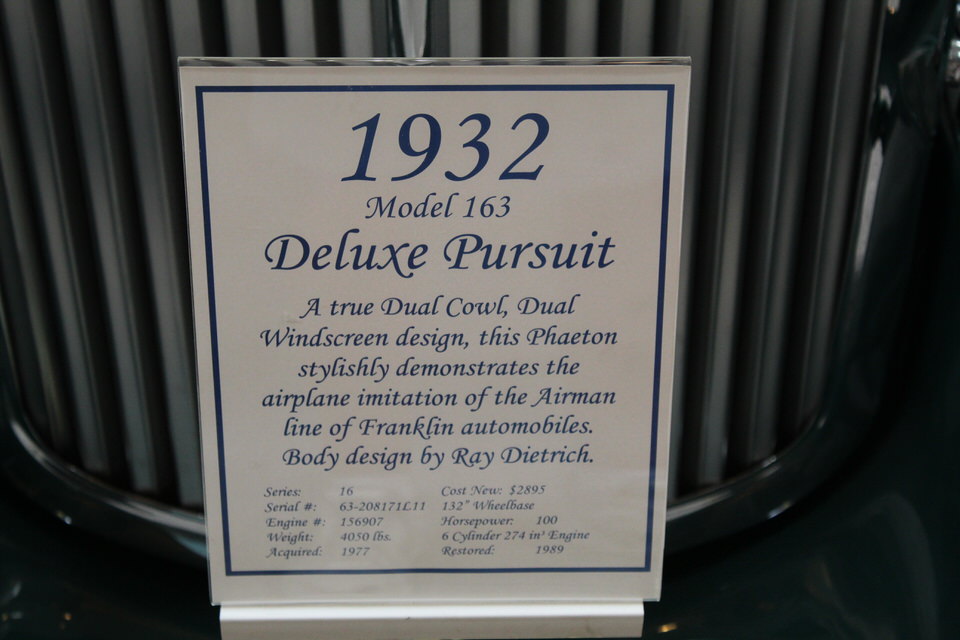 1932
Model 163
Deluxe Pursuit
A true Dual Cowl, Dual
Windscreen design, this Phaeton
stylishly demonstrates the
airplane imitation of the Airman
line of Franklin automobiles.
Body design by Ray Dietrich.
Series: 16 Cost New: $2895
Serial #: 63-208171L11 132" Wheelbase
Engine #: 156907 Horsepower: 100
Weight: 4050 lbs. 6 Cylinder 274 in³ Engine
Acquired: 1977 Restored: 1989